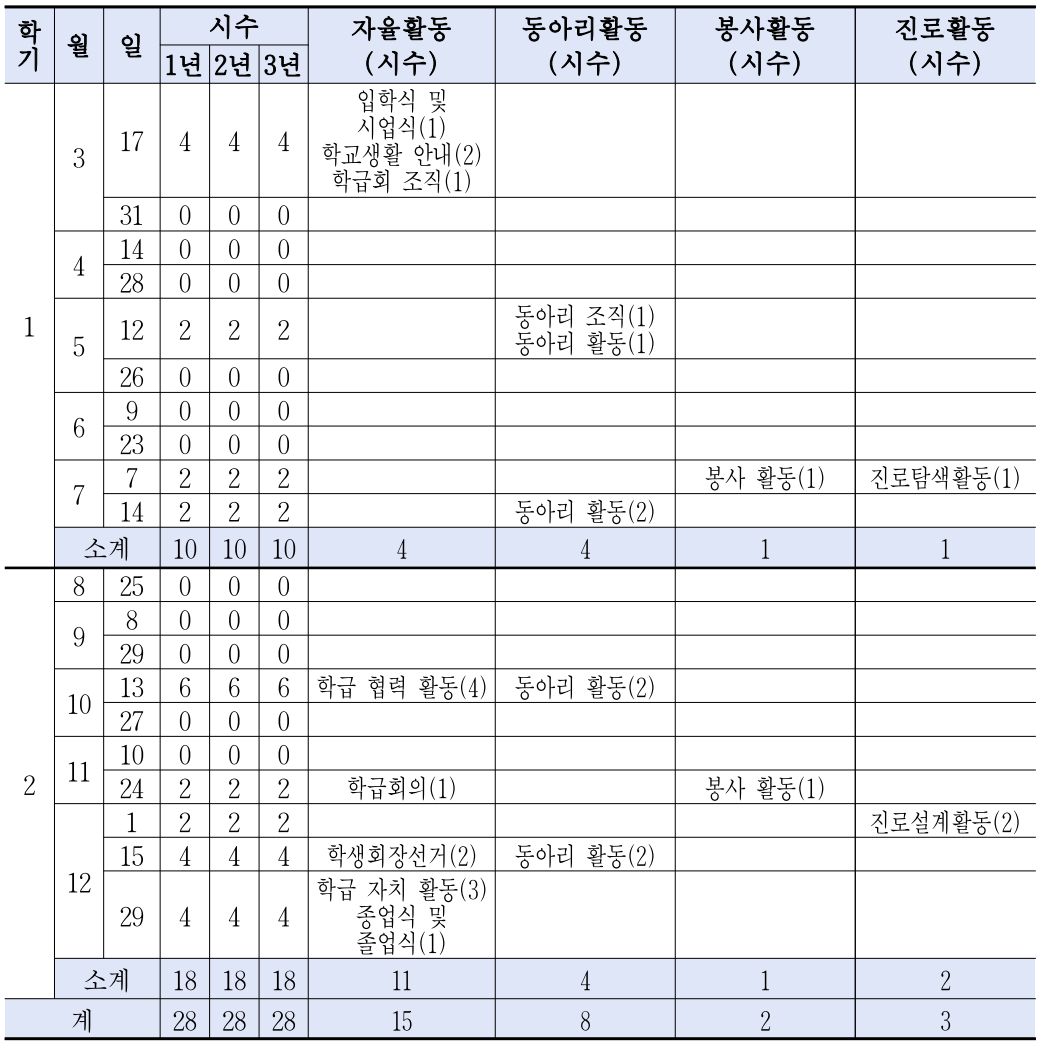 학기 월 일 시수 자율활동 (시수) 동아리활동 (시수) 봉사활동 (시수) 진로활동 (시수)
1년 2년 3년
1 3 17 4 4 4 입학식 및
시업식(1)
학교생활 안내(2)
학급회 조직(1)
31 0 0 0
4 14 0 0 0
28 0 0 0
5 12 2 2 2 동아리 조직(1)
동아리 활동(1)
26 0 0 0
6 9 0 0 0
23 0 0 0
7 7 2 2 2 봉사 활동(1) 진로탐색활동(1)
14 2 2 2 동아리 활동(2)
소계 10 10 10 4 4 1 1
2 8 25 0 0 0
9 8 0 0 0
29 0 0 0
10 13 6 6 6 학급 협력 활동(4) 동아리 활동(2)
27 0 0 0
11 10 0 0 0
24 2 2 2 학급회의(1) 봉사 활동(1)
12 1 2 2 2 진로설계활동(2)
15 4 4 4 학생회장선거(2) 동아리 활동(2)
29 4 4 4 학급 자치 활동(3)
종업식 및
졸업식(1)
소계 18 18 18 11 4 1 2
계 28 28 28 15 8 2 3